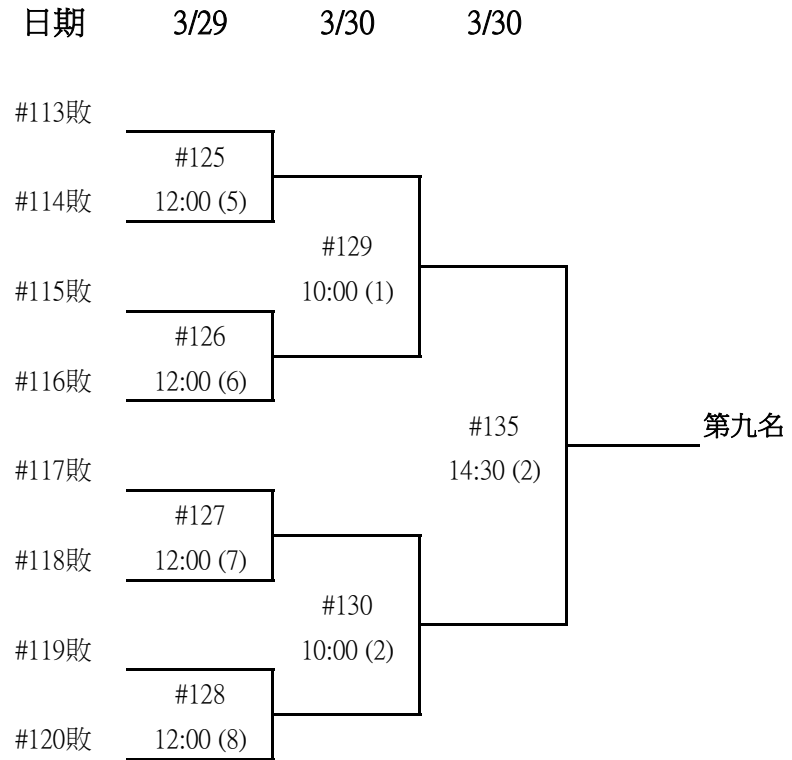 日期 3/29 3/30 3/30
#113敗
#125
#114敗 12:00 (5)
#129
#115敗 10:00 (1)
#126
#116敗 12:00 (6)
#135 第九名
#117敗 14:30 (2)
#127
#118敗 12:00 (7)
#130
#119敗 10:00 (2)
#128
#120敗 12:00 (8)